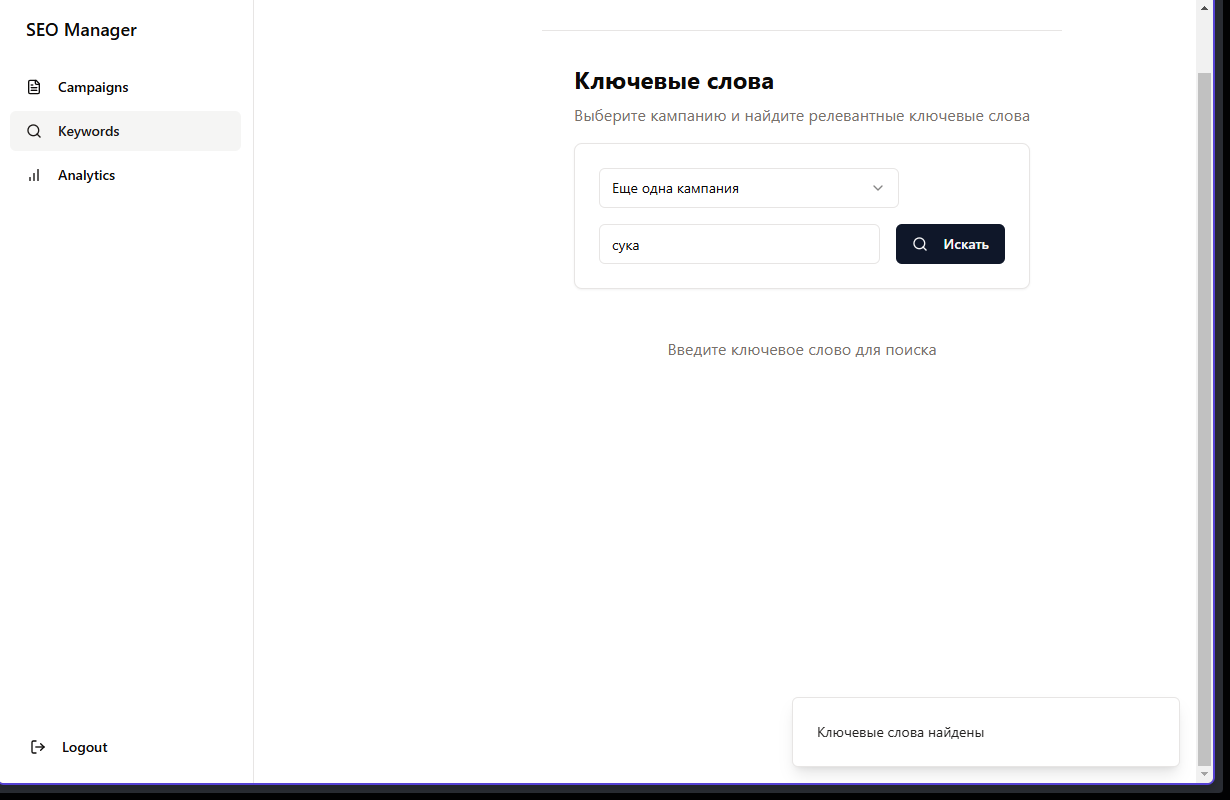 SEO Manager
Campaigns
Keywords
Analytics
Logout
Ключевые слова
Выберите кампанию и найдите релевантные ключевые слова
Еще одна кампания
сука
Искать
Введите ключевое слово для поиска
Ключевые слова найдены